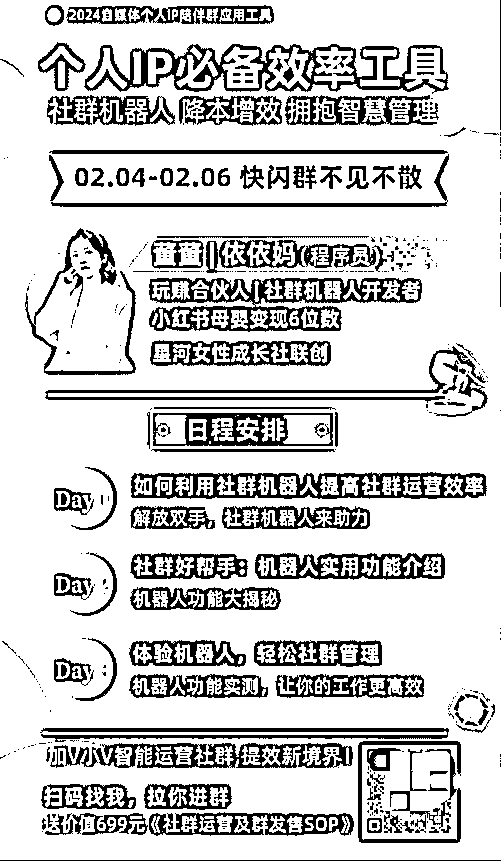 2024自媒体个人IP陪伴群应用工具
个人IP必备效率工具
社群机器人 降本增效 拥抱智慧管理
02.04-02.06 快闪群不见不散
董董 | 依依妈(程序员)
玩赚合伙人|社群机器人开发者
小红书母婴变现6位数
星河女性成长社联创
日程安排
Day 1
如何利用社群机器人提高社群运营效率
解放双手，社群机器人来助力
Day
社群好帮手：机器人实用功能介绍
机器人功能大揭秘
Day
体验机器人，轻松社群管理
机器人功能实测，让你的工作更高效
加V小V智能运营社群,提效新境界!
扫码找我，拉你进群
送价值699元《社群运营及群发售SOP》